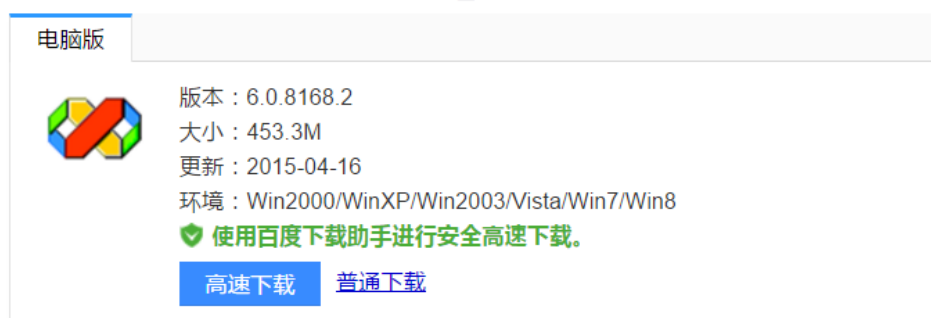 电脑版
版本：6.0.8168.2
大小：453.3M
更新：2015-04-16
环境：Win2000/WinXP/Win2003/Vista/Win7/Win8
使用百度下载助手进行安全高速下载。
高速下载 普通下载